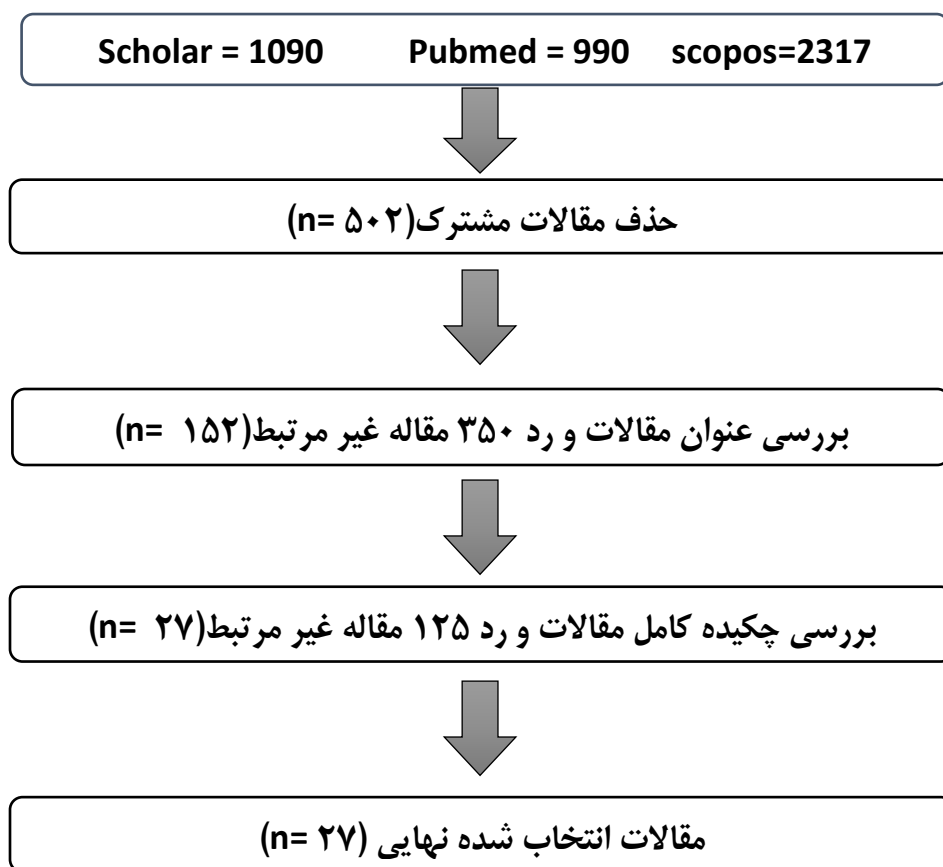 Scholar = 1090 Pubmed = 990 scopos=2317
حذف مقالات مشترک(n= ۵۰۲)
بررسی عنوان مقالات و رد ۳۵۰ مقاله غیر مرتبط(n= ۱۵۲)
بررسی چکیده کامل مقالات و رد ۱۲۵ مقاله غیر مرتبط(n= ۲۷)
مقالات انتخاب شده نهایی (n= ۲۷)